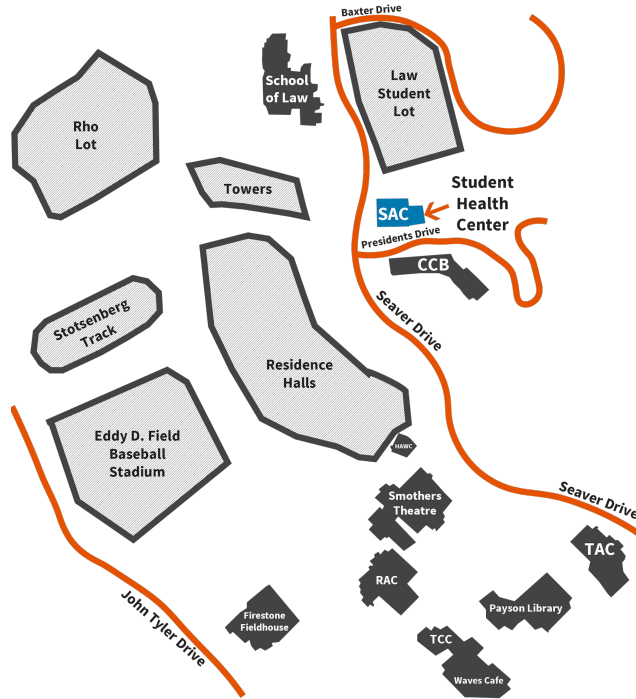 Baxter Drive
School
of Law
Law
Student
Lot
Rho
Lot
Towers
Student
Health
Center
SAC
Presidents Drive
CCB
Stotsenberg
Track
Seaver Drive
Residence
Halls
Eddy D. Field
Baseball
Stadium
HAWC
Smothers
Theatre
Seaver Drive
TAC
RAC
John Tyler Drive
Firestone
Fieldhouse
Payson Library
TCC
Waves Cafe